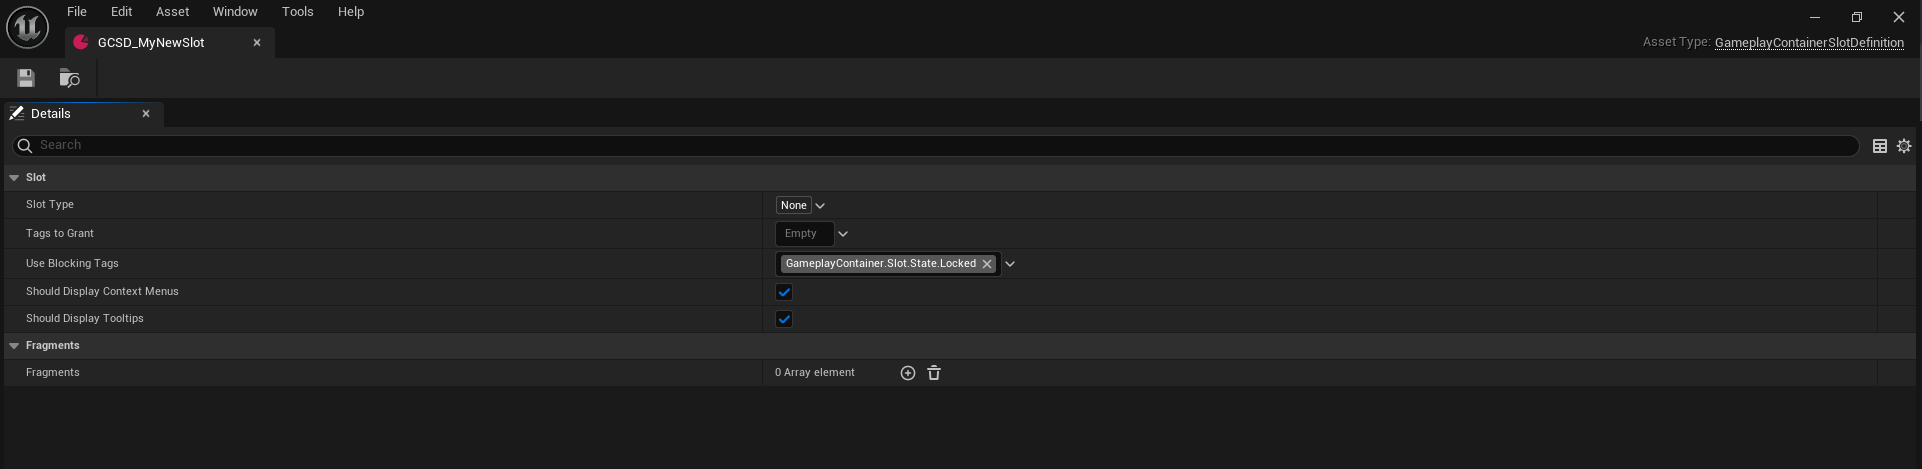 File Edit Asset Window Tools Help
GCSD_MyNewSlot
Asset Type: GameplayContainerSlotDefinition
Details
Search
Slot
Slot Type None
Tags to Grant Empty
Use Blocking Tags GameplayContainer.Slot.State.Locked
Should Display Context Menus
Should Display Tooltips
Fragments
Fragments 0 Array element